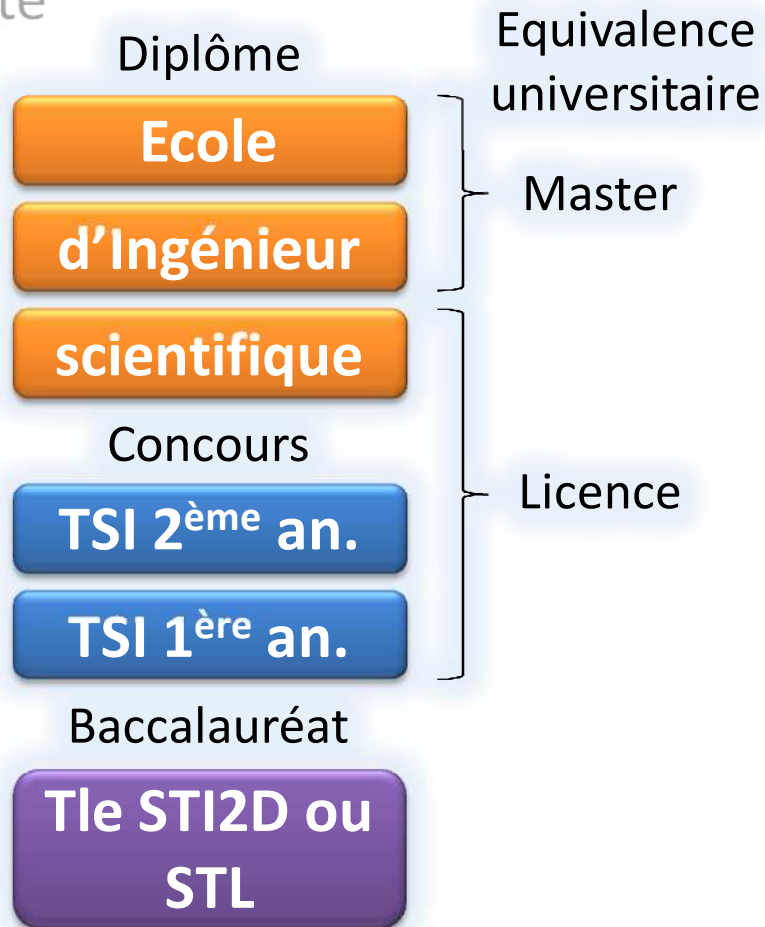 Diplôme
Equivalence
universitaire
Ecole
d’Ingénieur
scientifique
Master
Concours
TSI 2ème an.
TSI 1ère an.
Licence
Baccalauréat
Tle STI2D ou
STL